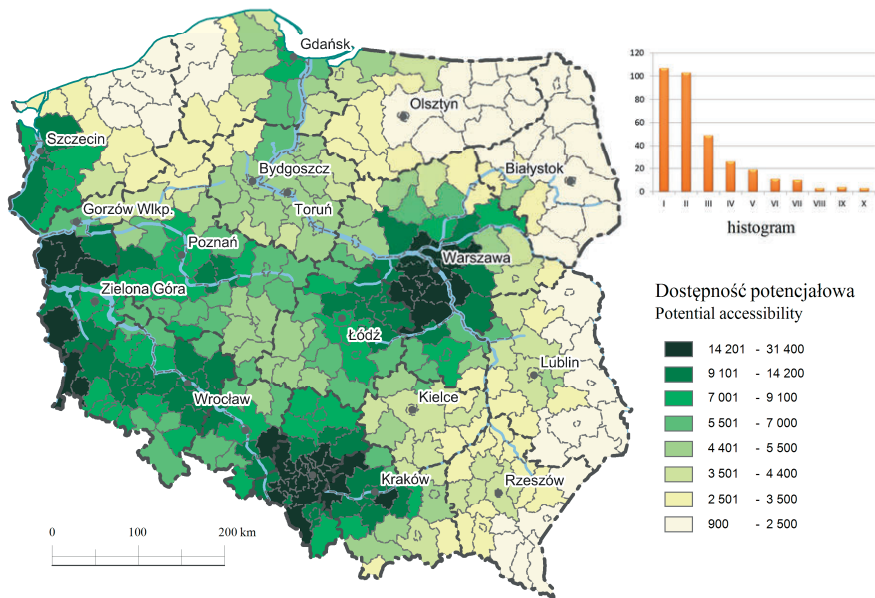 Gdańsk
Olsztyn
Szczecin
Bydgoszcz
Białystok
Toruń
Gorzów Wlkp.
Poznań
Warszawa
Zielona Góra
Łódź
Lublin
Wrocław
Kielce
Kraków
Rzeszów
0 100 200 km
120
100
80
60
40
20
0
I II III IV V VI VII VIII IX X
histogram
Dostępność potencjałowa
Potential accessibility
14 201 - 31 400
9 101 - 14 200
7 001 - 9 100
5 501 - 7 000
4 401 - 5 500
3 501 - 4 400
2 501 - 3 500
900 - 2 500